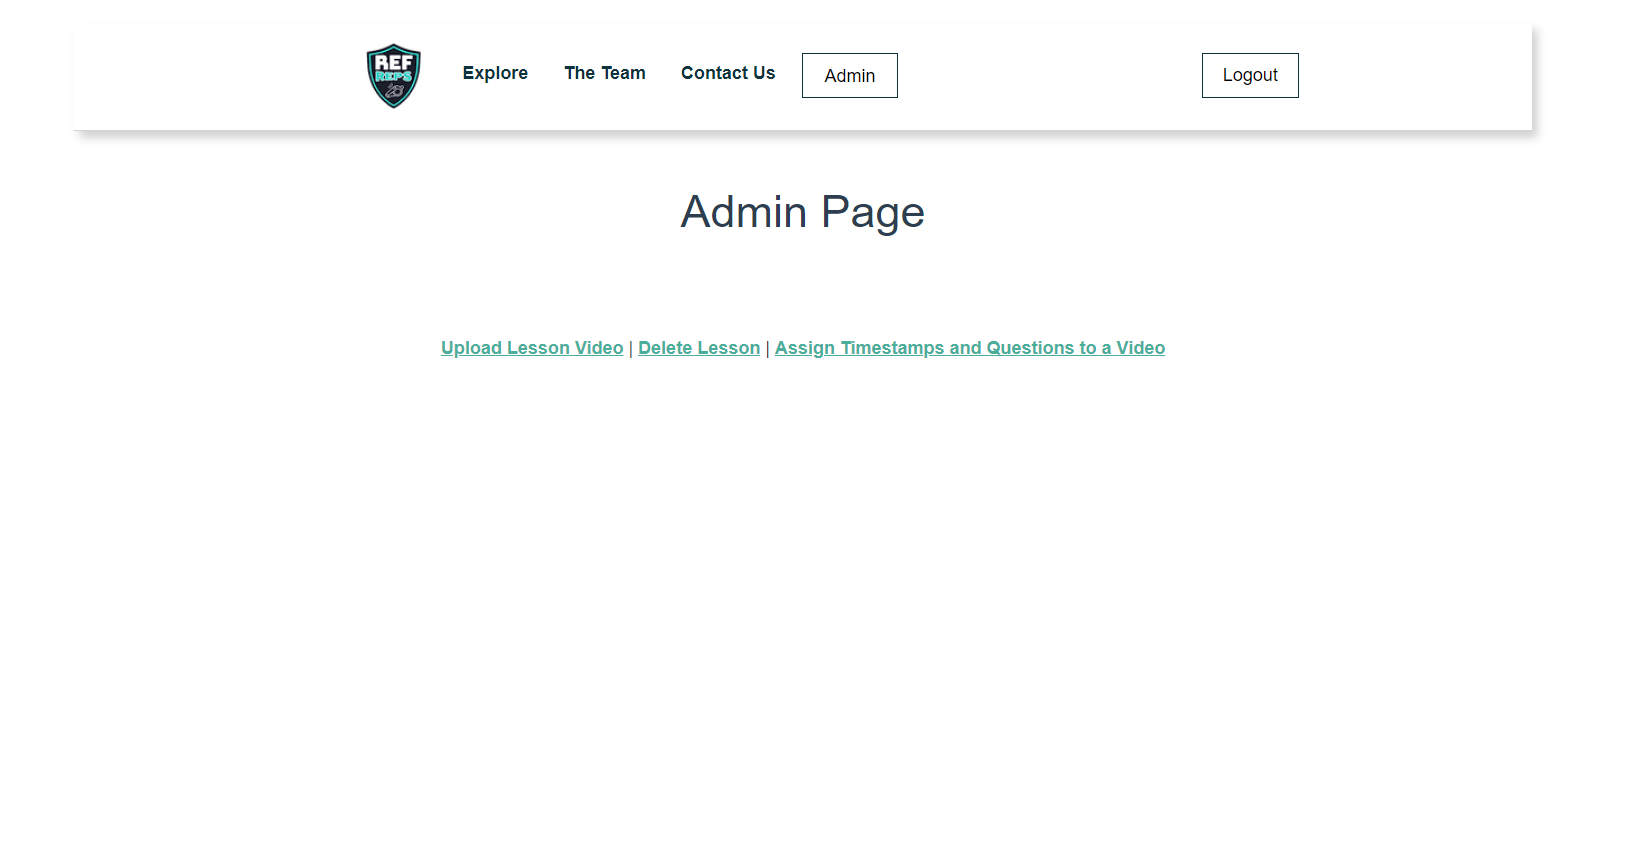 REF
REPS
Explore The Team Contact Us Admin Logout
Admin Page
Upload Lesson Video | Delete Lesson | Assign Timestamps and Questions to a Video